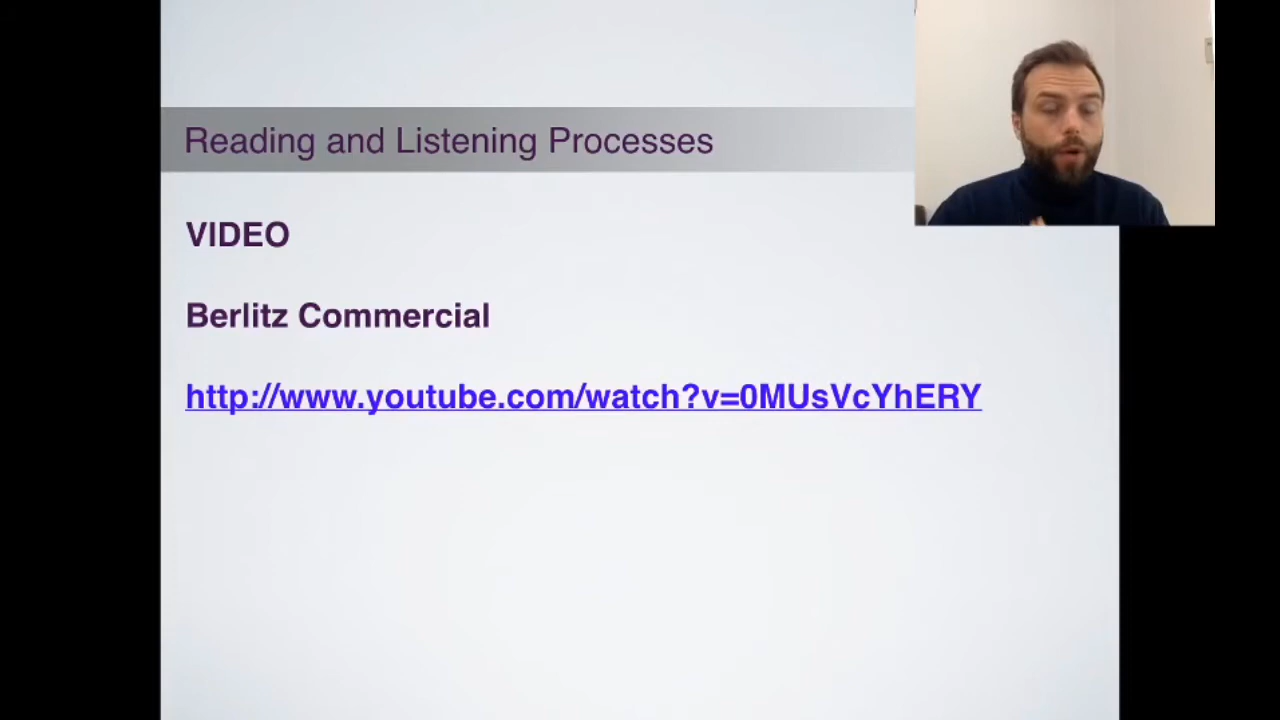 Reading and Listening Processes
VIDEO
Berlitz Commercial
http://www.youtube.com/watch?v=0MUsVcYhERY